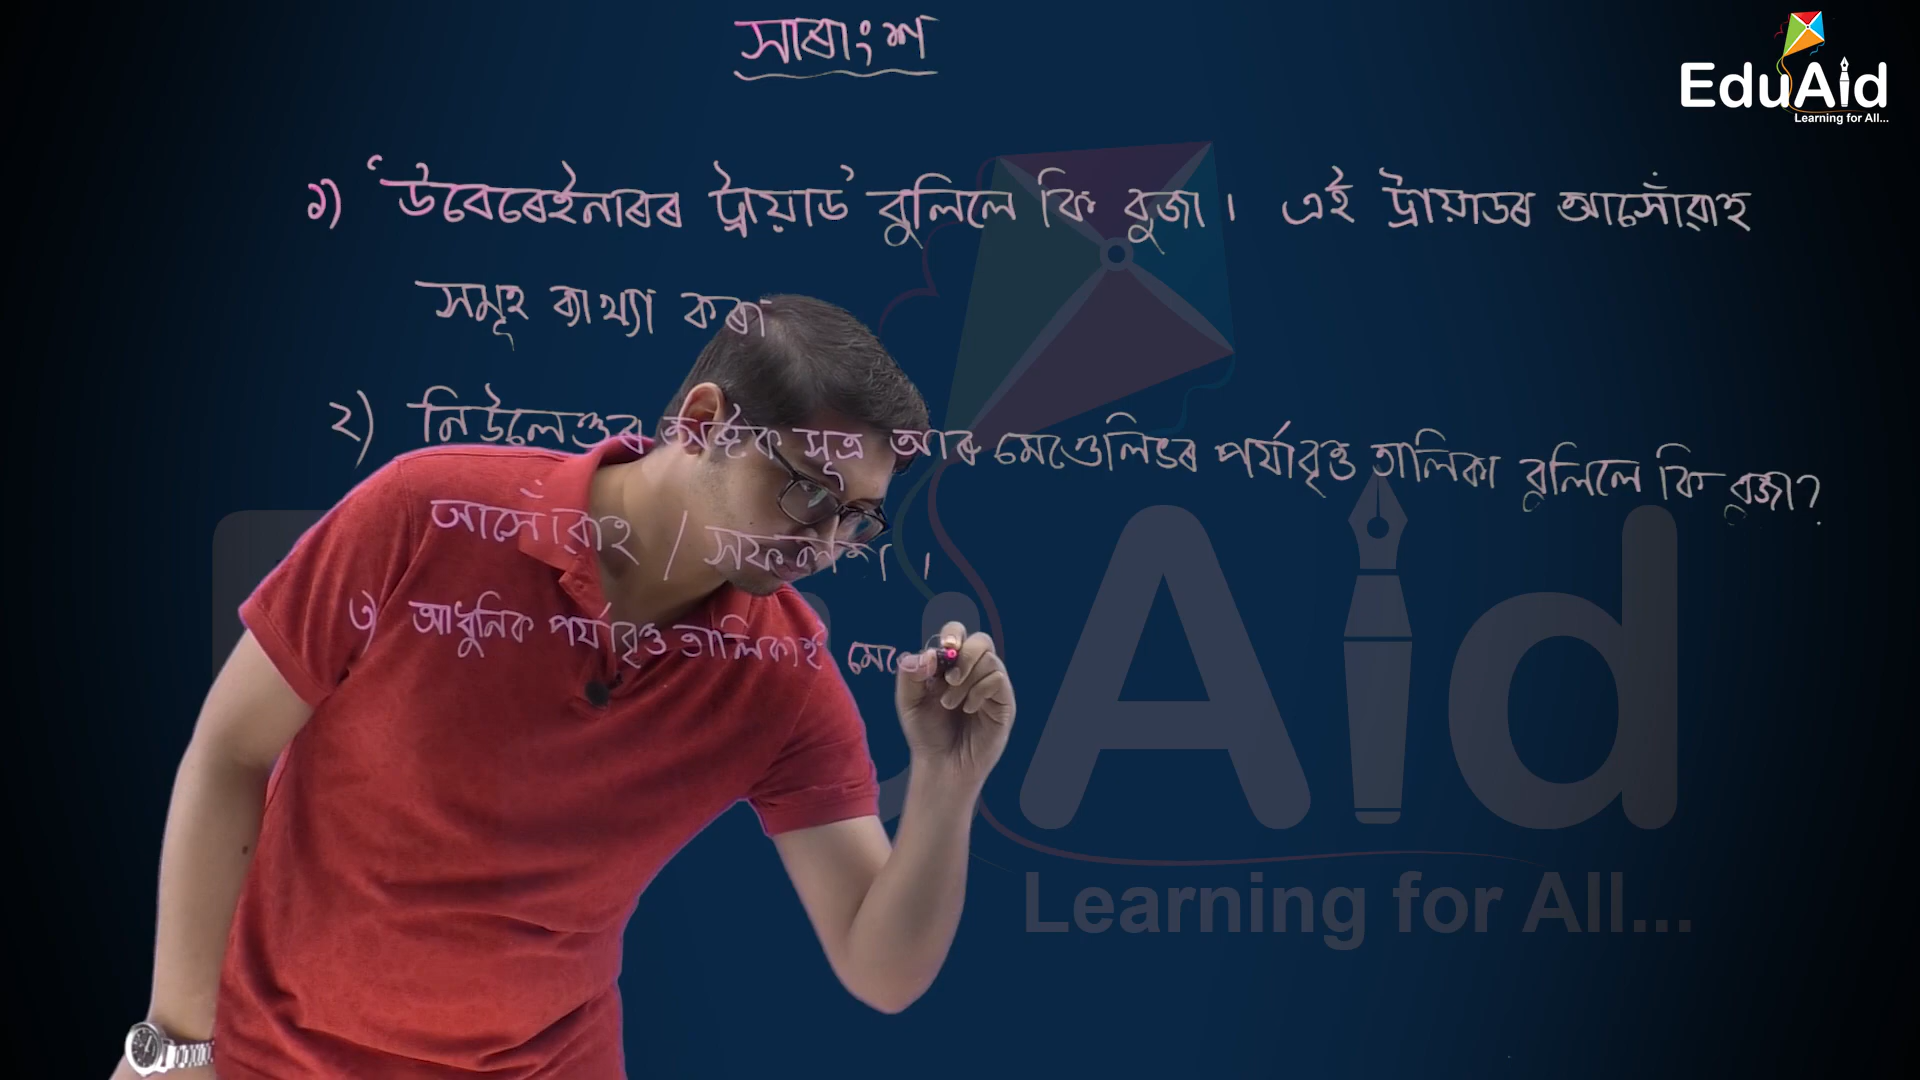 সাৰাংশ
EduAid
Learning for All...
১) ‘উবেৰেইনাৰৰ ট্ৰায়াড’ বুলিলে কি বুজা। এই ট্ৰায়াডৰ আসোঁৱাহ
সমূহ ব্যাখ্যা কৰা
২) নিউলেণ্ডৰ অষ্টক সূত্ৰ আৰু মেণ্ডেলিভৰ পৰ্যাবৃত্ত তালিকা বুলিলে কি বুজা?
আসোঁৱাহ / সফলতা ।
৩) আধুনিক পৰ্যাবৃত্ত তালিকাই
EduAid
Learning for All...